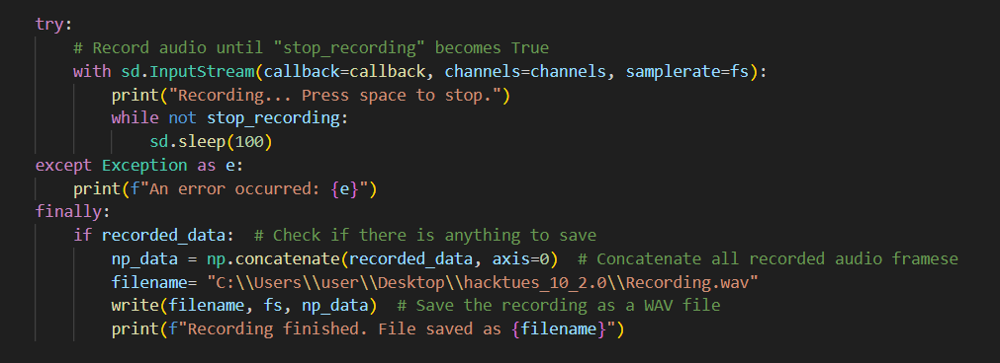 try:
    # Record audio until "stop_recording" becomes True
    with sd.InputStream(callback=callback, channels=channels, samplerate=fs):
        print("Recording... Press space to stop.")
        while not stop_recording:
            sd.sleep(100)
except Exception as e:
    print(f"An error occurred: {e}")
finally:
    if recorded_data:  # Check if there is anything to save
        np_data = np.concatenate(recorded_data, axis=0)  # Concatenate all recorded audio framese
        filename= "C:\\Users\\user\\Desktop\\hacktues_10_2.0\\Recording.wav"
        write(filename, fs, np_data)  # Save the recording as a WAV file
        print(f"Recording finished. File saved as {filename}")